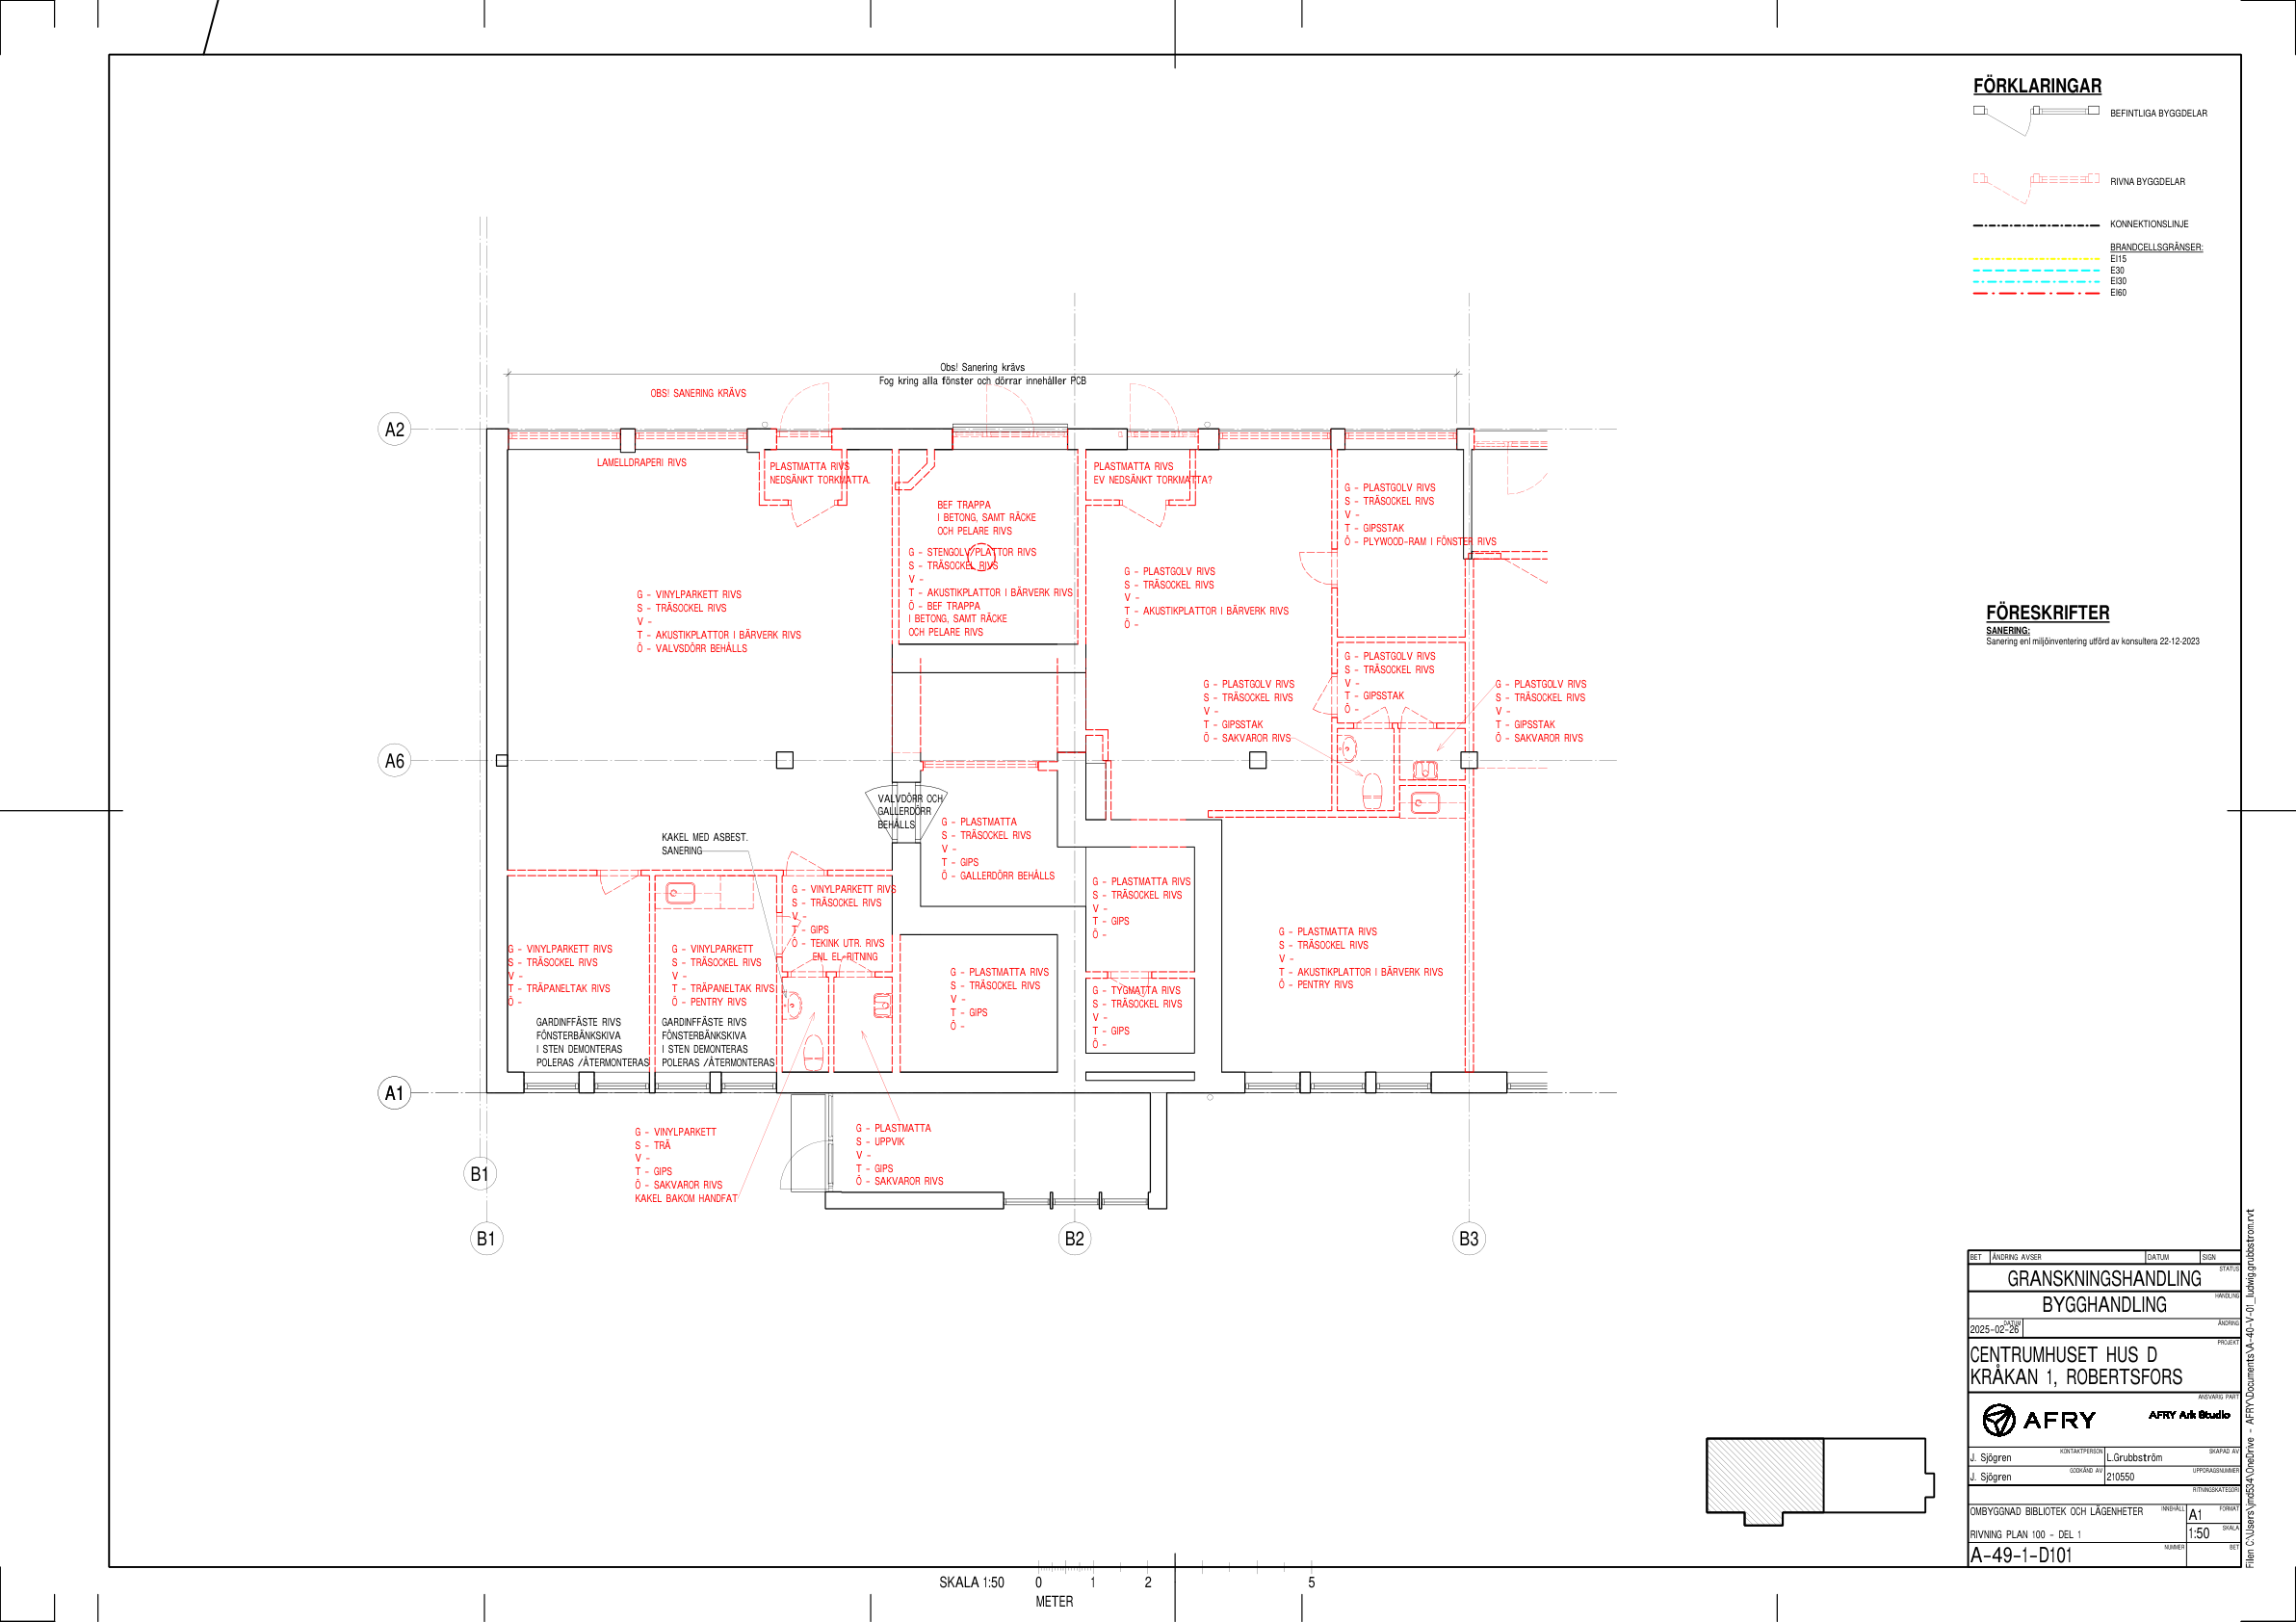 FÖRKLARINGAR
BEFINTLIGA BYGGDELAR
RIVNA BYGGDELAR
KONNEKTIONSLINJE
BRANDCELLSGRÄNSER:
EI15
E30
EI30
EI60
FÖRESKRIFTER
SANERING:
Sanering enl miljöinventering utförd av konsultera 22-12-2023
Obs! Sanering krävs
Fog kring alla fönster och dörrar innehåller PCB
OBS! SANERING KRÄVS
A2
LAMELLDRAPERI RIVS
PLASTMATTA RIVS
NEDSÄNKT TORKMATTA.
PLASTMATTA RIVS
EV NEDSÄNKT TORKMATTA?
BEF TRAPPA
I BETONG, SAMT RÄCKE
OCH PELARE RIVS
G - STENGOLV/PLATTOR RIVS
S - TRÄSOCKEL RIVS
V -
T - AKUSTIKPLATTOR I BÄRVERK RIVS
Ö - BEF TRAPPA
I BETONG, SAMT RÄCKE
OCH PELARE RIVS
G - PLASTGOLV RIVS
S - TRÄSOCKEL RIVS
V -
T - GIPSSTAK
Ö - PLYWOOD-RAM I FÖNSTER RIVS
G - VINYLPARKETT RIVS
S - TRÄSOCKEL RIVS
V -
T - AKUSTIKPLATTOR I BÄRVERK RIVS
Ö - VALVSDÖRR BEHÅLLS
G - PLASTGOLV RIVS
S - TRÄSOCKEL RIVS
V -
T - AKUSTIKPLATTOR I BÄRVERK RIVS
Ö -
G - PLASTGOLV RIVS
S - TRÄSOCKEL RIVS
V -
T - GIPSSTAK
Ö -
G - PLASTGOLV RIVS
S - TRÄSOCKEL RIVS
V -
T - GIPSSTAK
Ö - SAKVAROR RIVS
G - PLASTGOLV RIVS
S - TRÄSOCKEL RIVS
V -
T - GIPSSTAK
Ö - SAKVAROR RIVS
A6
VALVDÖRR OCH
GALLERDÖRR
BEHÅLLS
KAKEL MED ASBEST.
SANERING
G - PLASTMATTA
S - TRÄSOCKEL RIVS
V -
T - GIPS
Ö - GALLERDÖRR BEHÅLLS
G - VINYLPARKETT RIVS
S - TRÄSOCKEL RIVS
V -
T - GIPS
Ö - TEKINK UTR. RIVS
ENL EL-RITNING
G - PLASTMATTA RIVS
S - TRÄSOCKEL RIVS
V -
T - GIPS
Ö -
G - VINYLPARKETT RIVS
S - TRÄSOCKEL RIVS
V -
T - TRÄPANELTAK RIVS
Ö -
G - VINYLPARKETT
S - TRÄSOCKEL RIVS
V -
T - TRÄPANELTAK RIVS
Ö - PENTRY RIVS
G - PLASTMATTA RIVS
S - TRÄSOCKEL RIVS
V -
T - GIPS
Ö -
G - TYGMATTA RIVS
S - TRÄSOCKEL RIVS
V -
T - GIPS
Ö -
G - PLASTMATTA RIVS
S - TRÄSOCKEL RIVS
V -
T - AKUSTIKPLATTOR I BÄRVERK RIVS
Ö - PENTRY RIVS
GARDINFFÄSTE RIVS
FÖNSTERBÄNKSKIVA
I STEN DEMONTERAS
POLERAS /ÅTERMONTERAS
GARDINFFÄSTE RIVS
FÖNSTERBÄNKSKIVA
I STEN DEMONTERAS
POLERAS /ÅTERMONTERAS
A1
G - VINYLPARKETT
S - TRÄ
V -
T - GIPS
Ö - SAKVAROR RIVS
KAKEL BAKOM HANDFAT
G - PLASTMATTA
S - UPPVIK
V -
T - GIPS
Ö - SAKVAROR RIVS
B1
B1
B2
B3
BET
ÄNDRING AVSER
DATUM
SIGN
STATUS
GRANSKNINGSHANDLING
HANDLING
BYGGHANDLING
DATUM
ÄNDRING
2025-02-26
PROJEKT
CENTRUMHUSET HUS D
KRÅKAN 1, ROBERTSFORS
ANSVARIG PART
AFRY
AFRY Ark Studio
KONTAKTPERSON
SKAPAD AV
J. Sjögren
L.Grubbström
GODKÄND AV
UPPDRAGSNUMMER
J. Sjögren
210550
RITNINGSKATEGORI
OMBYGGNAD BIBLIOTEK OCH LÄGENHETER
INNEHÅLL
FORMAT
A1
RIVNING PLAN 100 - DEL 1
SKALA
1:50
NUMMER
BET
A-49-1-D101
Filen C:\Users\jnd534\OneDrive - AFRY\Documents\A-40-V-01_ludwig.grubbstrom.rvt
SKALA 1:50
0 1 2 5
METER